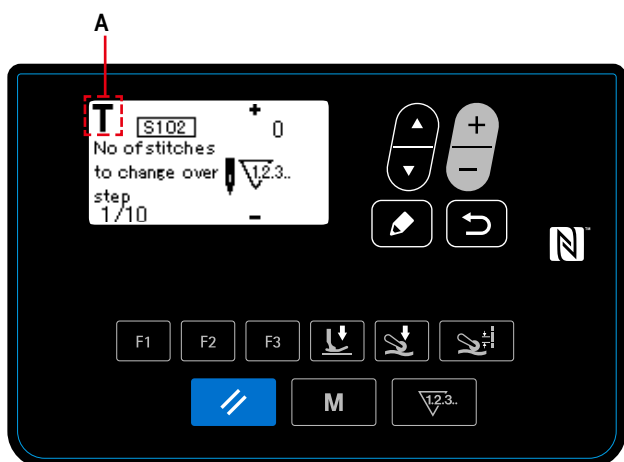 A
T
S102
+
0
No of stitches
to change over
1.2.3..
step
1/10
−
+
−
N
™
F1
F2
F3
M
1.2.3..